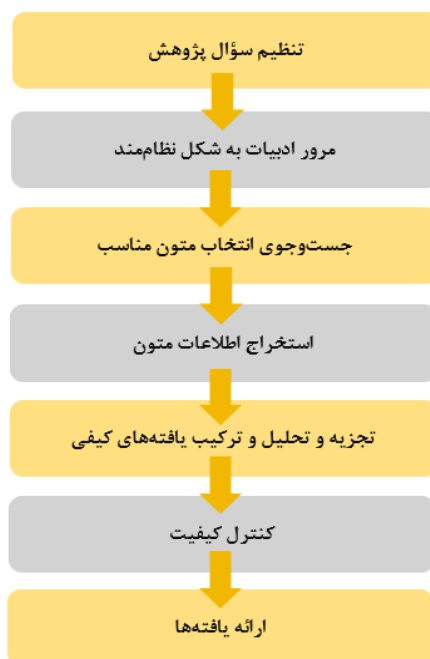 تنظیم سؤال پژوهش
مرور ادبیات به شکل نظام‌مند
جست‌وجوی انتخاب متون مناسب
استخراج اطلاعات متون
تجزیه و تحلیل و ترکیب یافته‌های کیفی
کنترل کیفیت
ارائه یافته‌ها